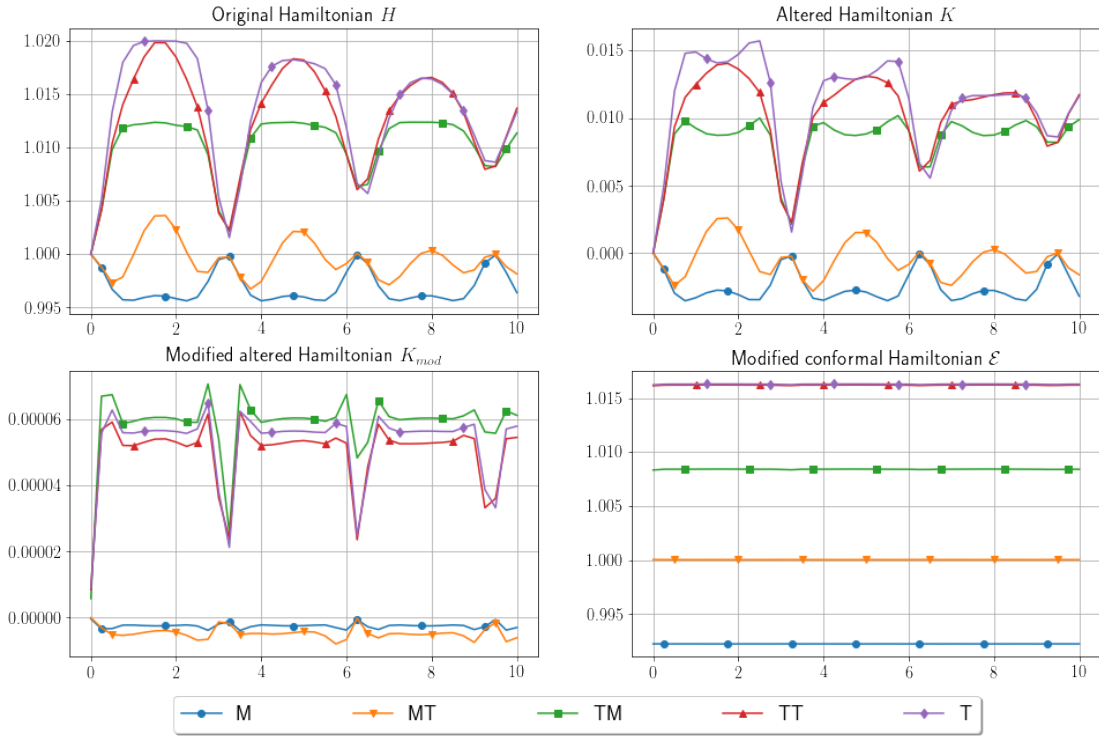 Original Hamiltonian H
1.020
1.015
1.010
1.005
1.000
0.995
0 2 4 6 8 10
Altered Hamiltonian K
0.015
0.010
0.005
0.000
0 2 4 6 8 10
Modified altered Hamiltonian K_mod
0.00006
0.00004
0.00002
0.00000
0 2 4 6 8 10
Modified conformal Hamiltonian ℰ
1.015
1.010
1.005
1.000
0.995
0 2 4 6 8 10
M MT TM TT T